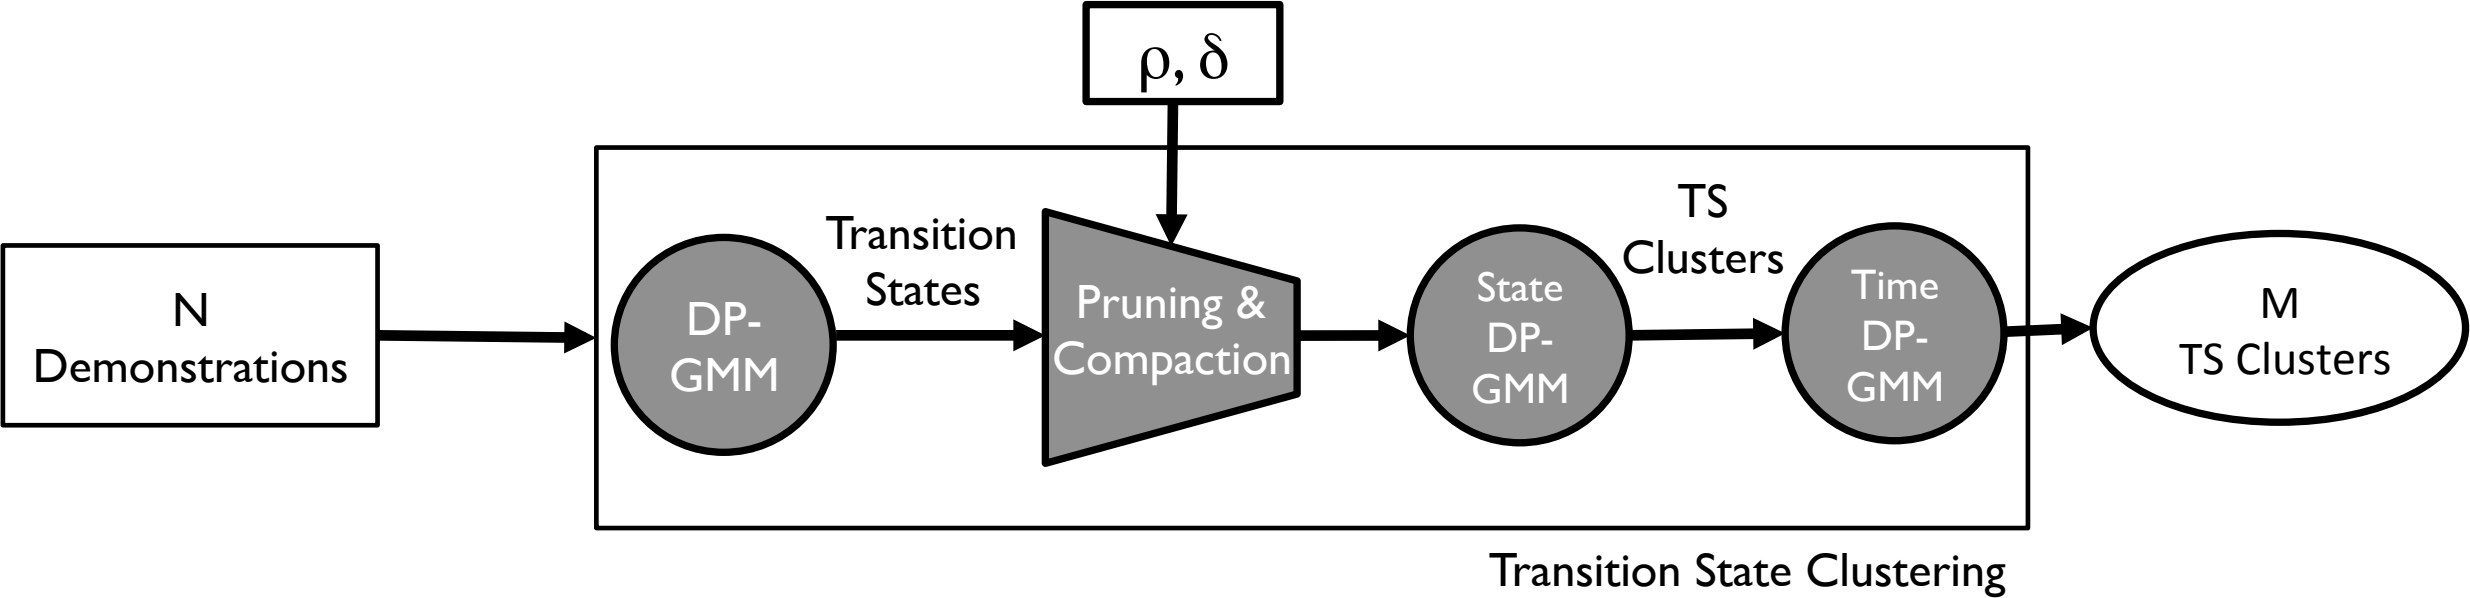 ρ, δ
N
Demonstrations
DP-
GMM
Transition
States
Pruning &
Compaction
State
DP-
GMM
TS
Clusters
Time
DP-
GMM
M
TS Clusters
Transition State Clustering